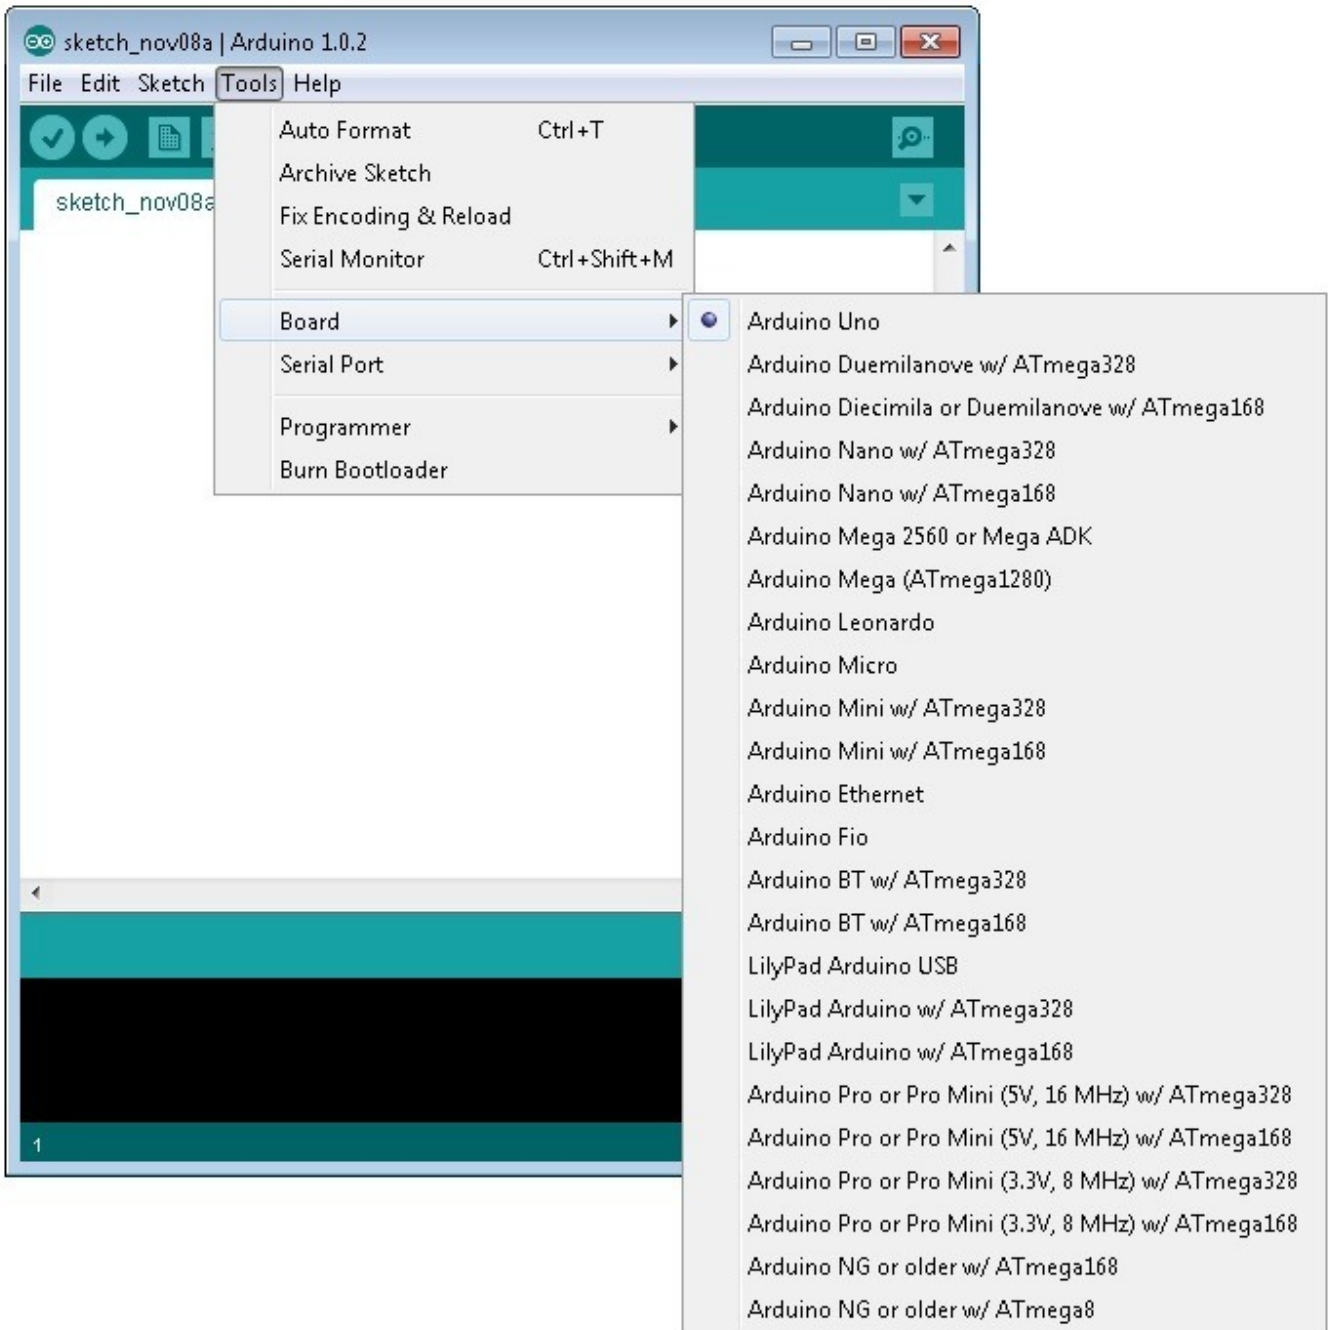 sketch_nov08a | Arduino 1.0.2
File Edit Sketch Tools Help
Auto Format Ctrl+T
Archive Sketch
sketch_nov08a
Fix Encoding & Reload
Serial Monitor Ctrl+Shift+M
Board
Serial Port
Programmer
Burn Bootloader
Arduino Uno
Arduino Duemilanove w/ ATmega328
Arduino Diecimila or Duemilanove w/ ATmega168
Arduino Nano w/ ATmega328
Arduino Nano w/ ATmega168
Arduino Mega 2560 or Mega ADK
Arduino Mega (ATmega1280)
Arduino Leonardo
Arduino Micro
Arduino Mini w/ ATmega328
Arduino Mini w/ ATmega168
Arduino Ethernet
Arduino Fio
Arduino BT w/ ATmega328
Arduino BT w/ ATmega168
LilyPad Arduino USB
LilyPad Arduino w/ ATmega328
LilyPad Arduino w/ ATmega168
Arduino Pro or Pro Mini (5V, 16 MHz) w/ ATmega328
Arduino Pro or Pro Mini (5V, 16 MHz) w/ ATmega168
Arduino Pro or Pro Mini (3.3V, 8 MHz) w/ ATmega328
Arduino Pro or Pro Mini (3.3V, 8 MHz) w/ ATmega168
Arduino NG or older w/ ATmega168
Arduino NG or older w/ ATmega8
1